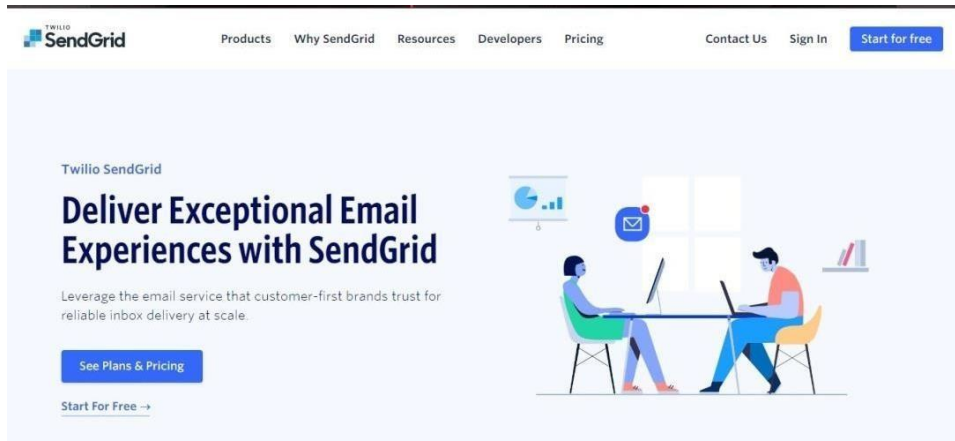 TWILIO
SendGrid
Products Why SendGrid Resources Developers Pricing Contact Us Sign In Start for free
Twilio SendGrid
Deliver Exceptional Email
Experiences with SendGrid
Leverage the email service that customer-first brands trust for
reliable inbox delivery at scale.
See Plans & Pricing
Start For Free →